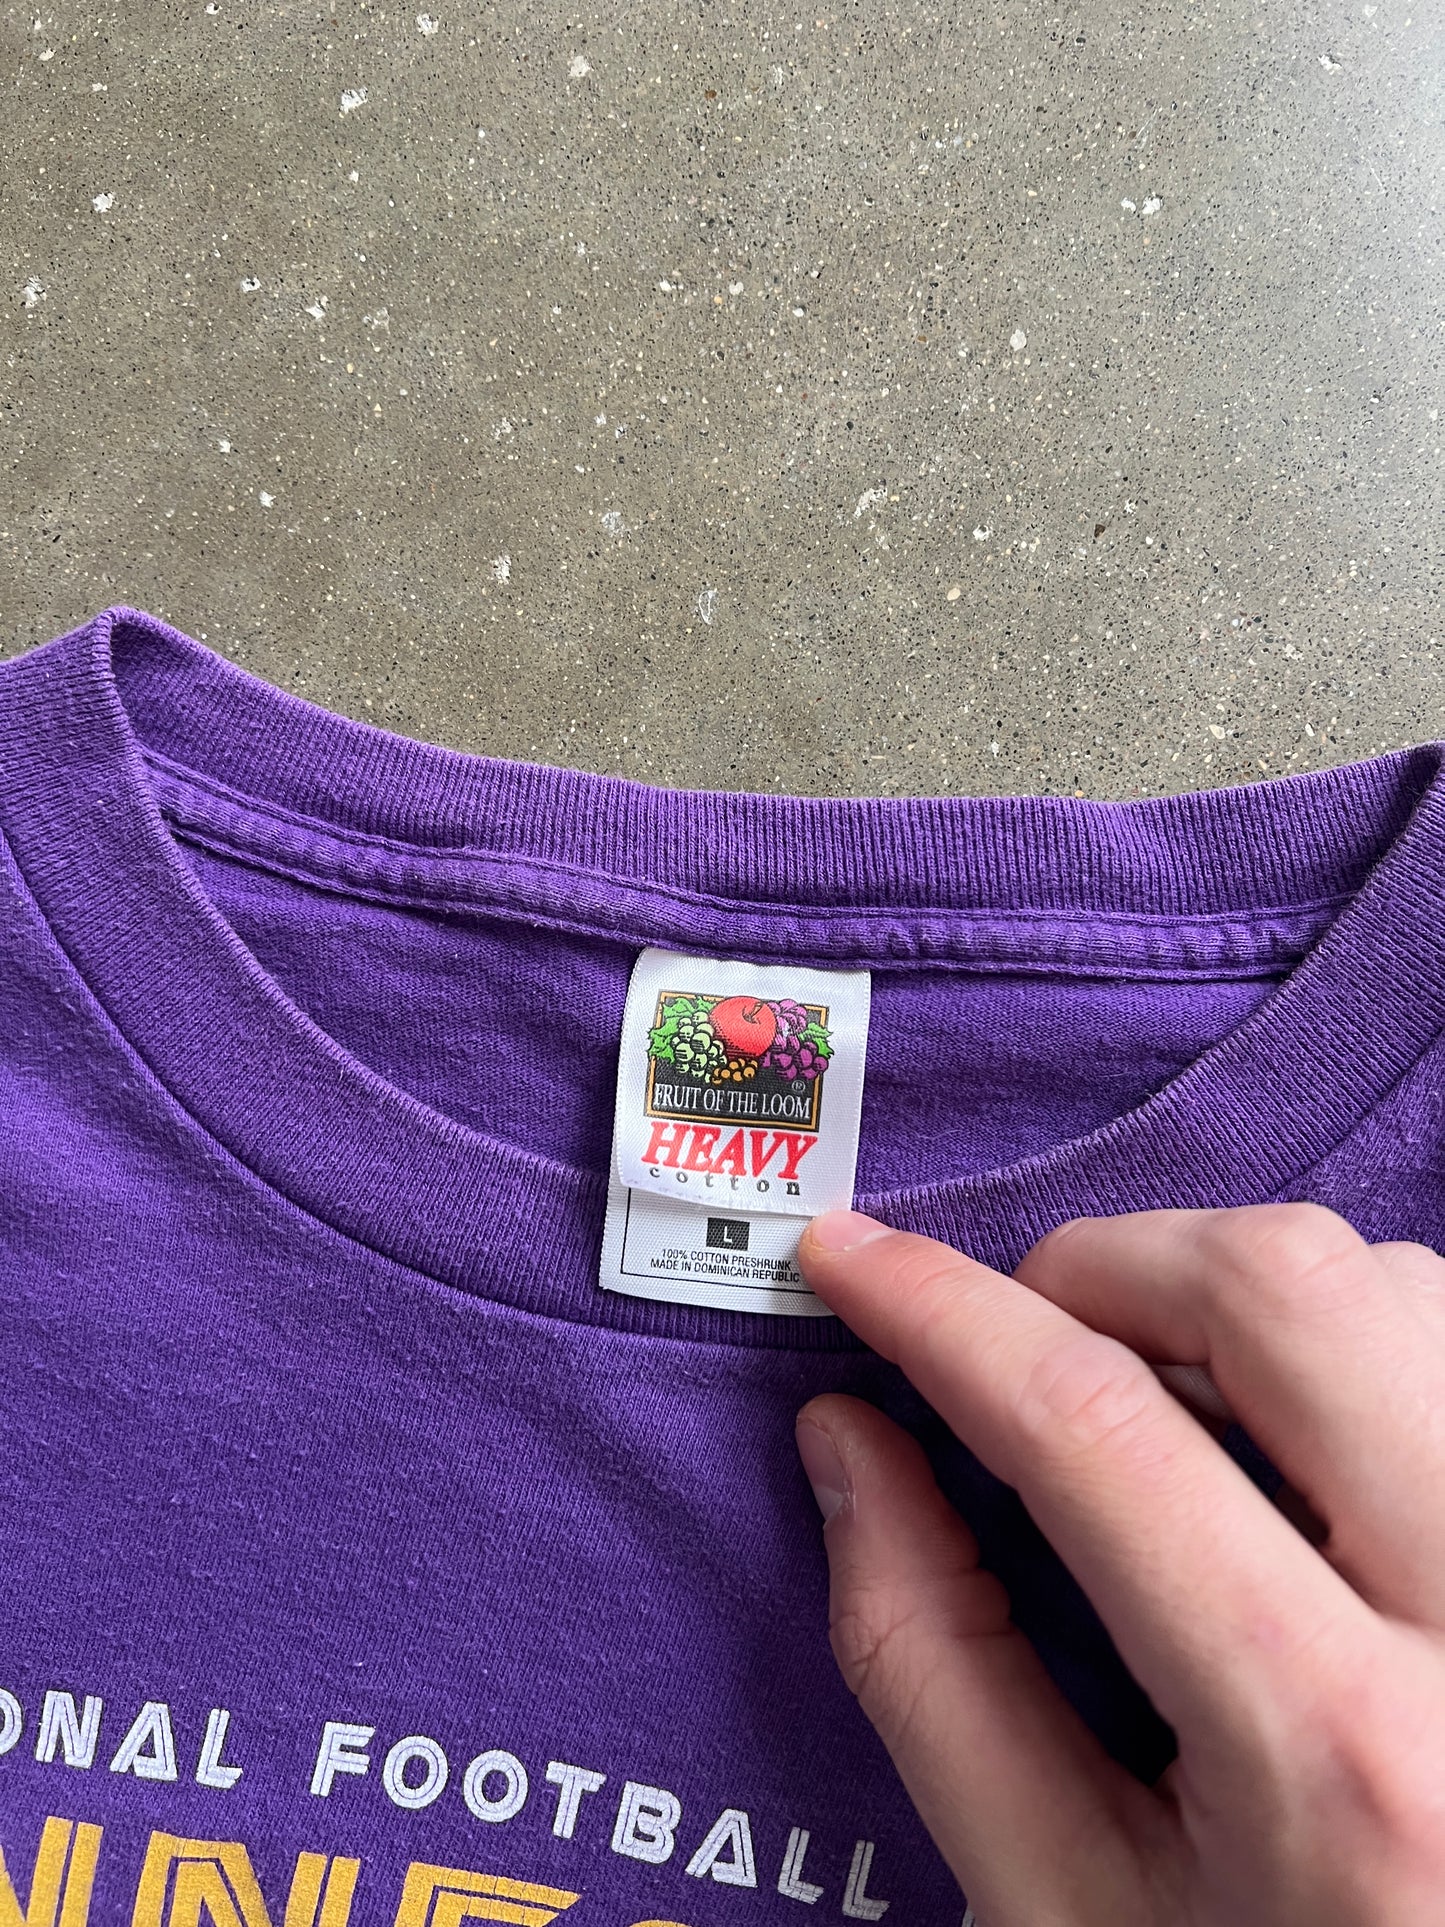 FRUIT OF THE LOOM ®
HEAVY
cotton
L
100% COTTON PRESHRUNK
MADE IN DOMINICAN REPUBLIC
ONAL FOOTBALL